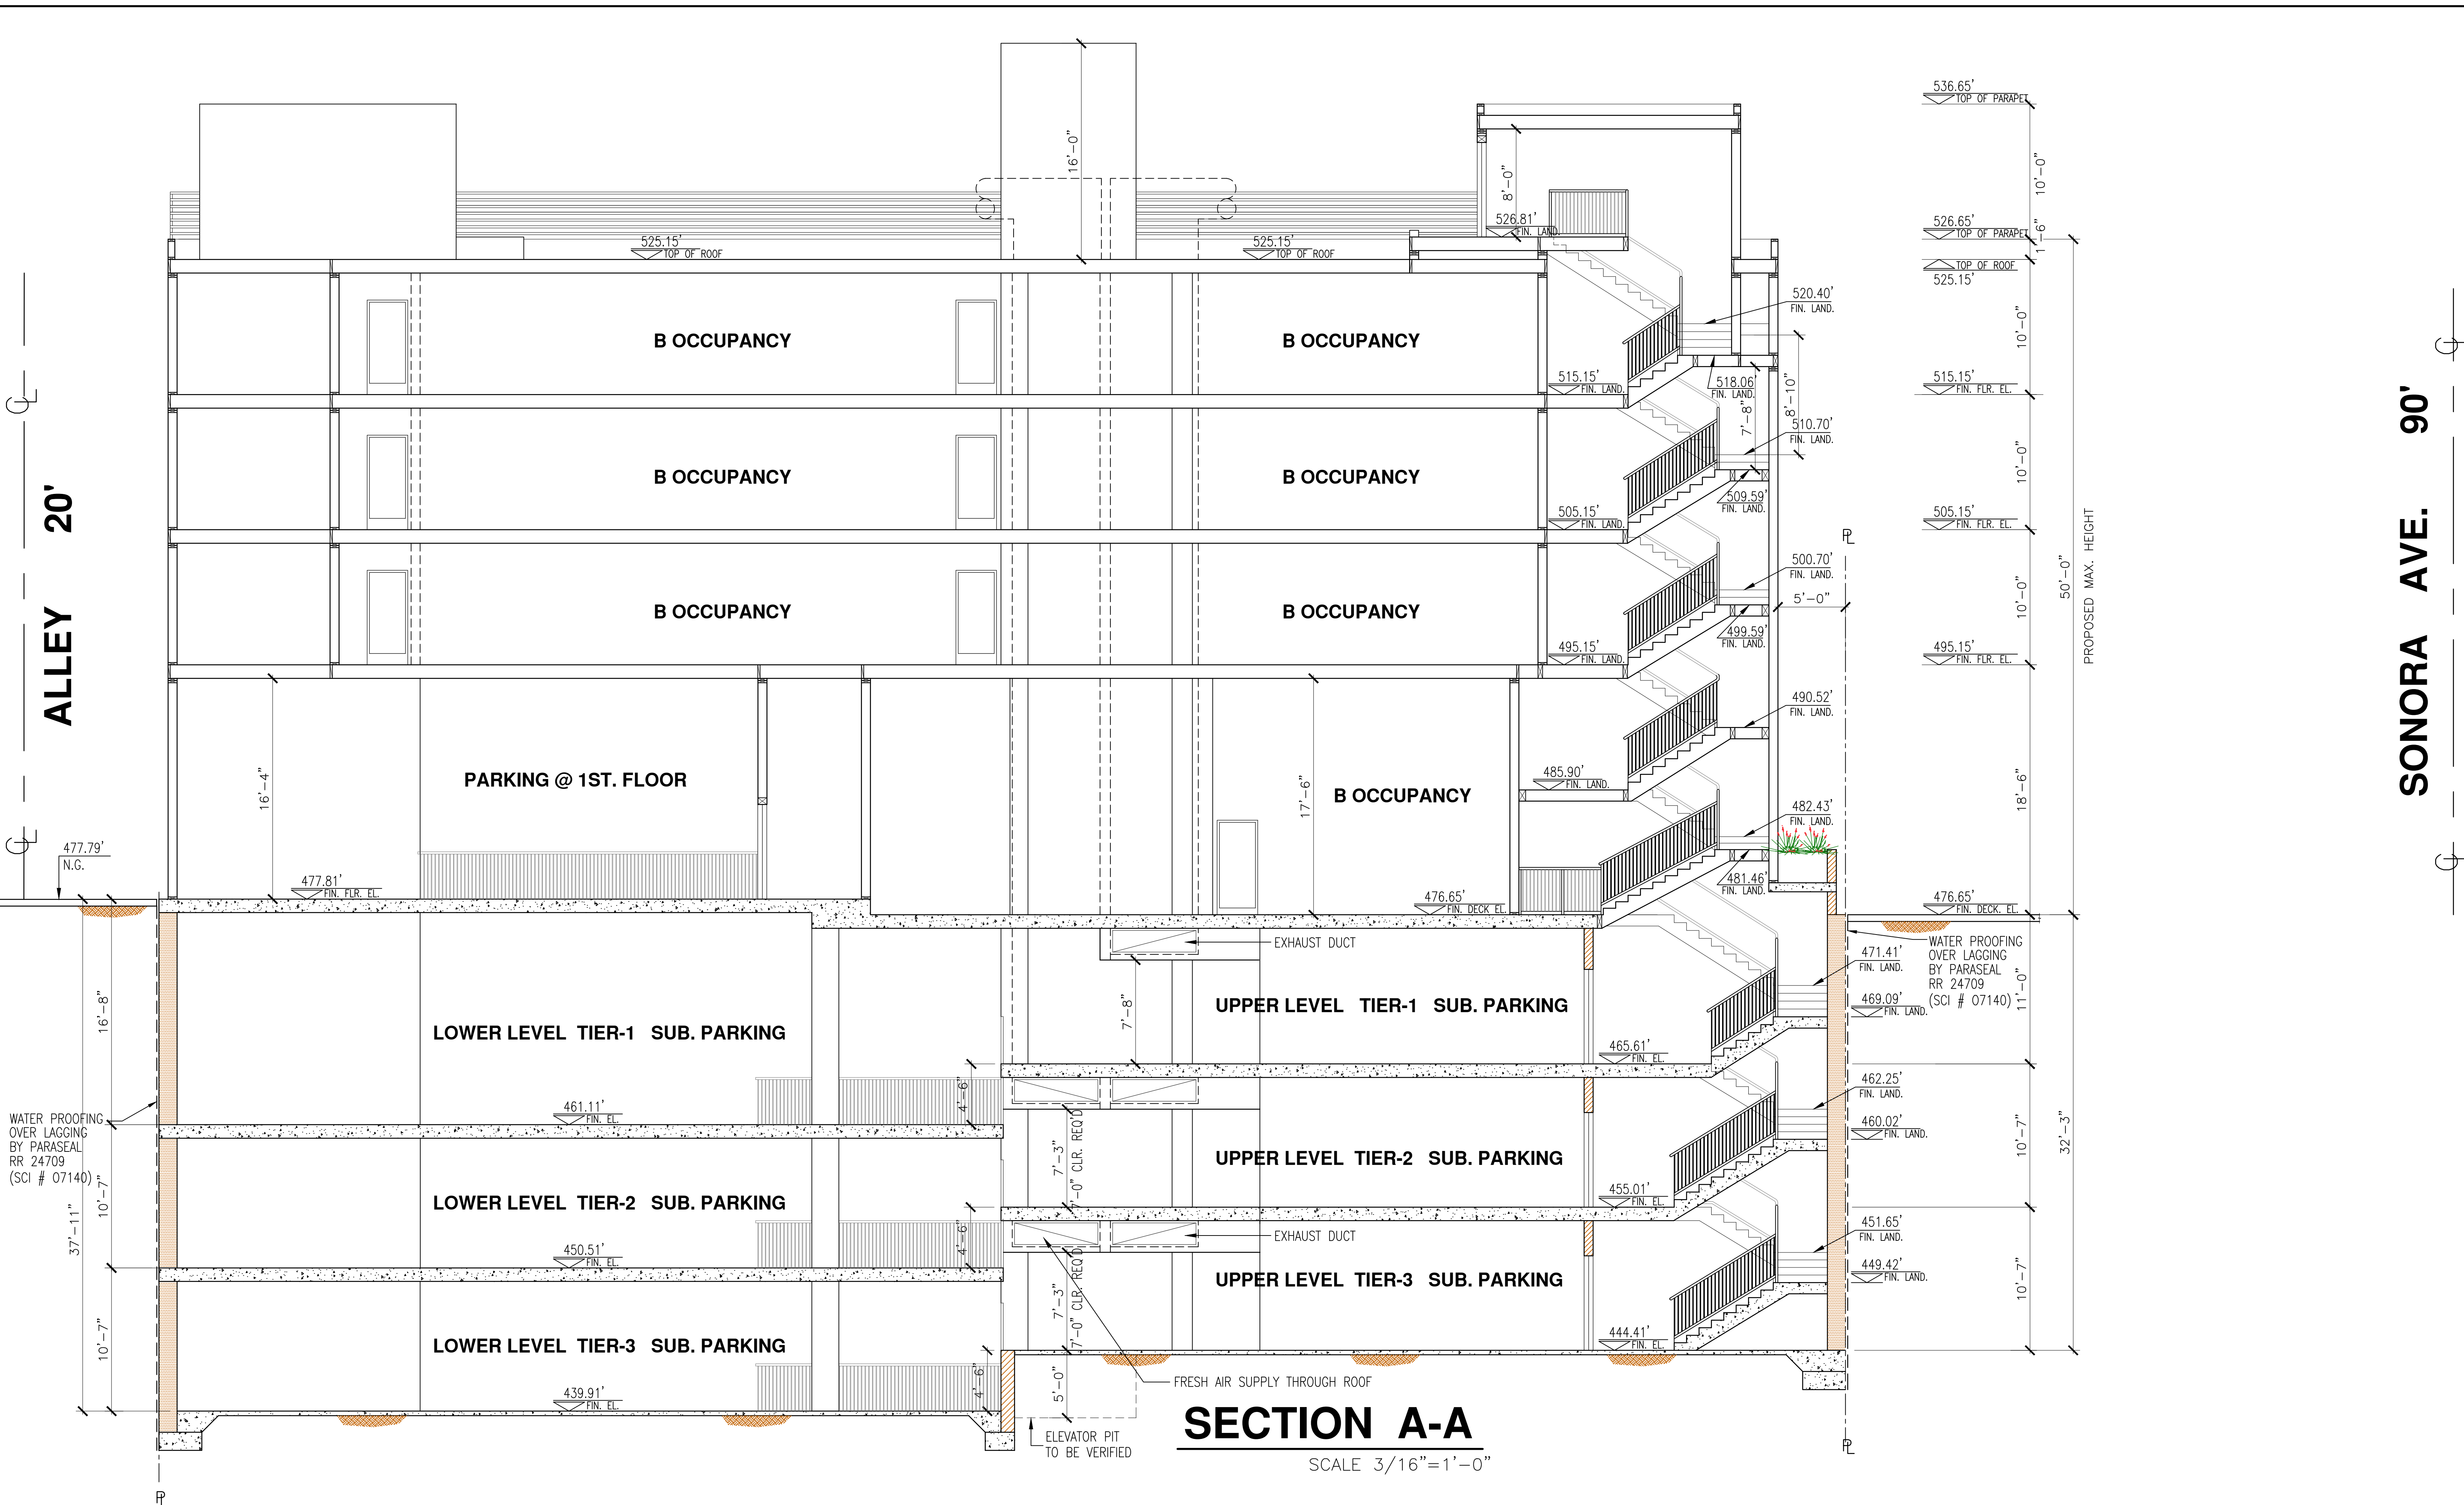 536.65'
TOP OF PARAPET
16'-0"
10'-0"
8'-0"
526.81'
FIN. LAND.
526.65'
TOP OF PARAPET
1'-6"
525.15'
TOP OF ROOF
525.15'
TOP OF ROOF
TOP OF ROOF
525.15'
520.40'
FIN. LAND.
B OCCUPANCY
B OCCUPANCY
10'-0"
515.15'
FIN. LAND.
518.06'
FIN. LAND.
8'-10"
7'-8"
515.15'
FIN. FLR. EL.
510.70'
FIN. LAND.
B OCCUPANCY
B OCCUPANCY
10'-0"
509.59'
FIN. LAND.
505.15'
FIN. LAND.
505.15'
FIN. FLR. EL.
ALLEY 20'
SONORA AVE. 90'
50'-0"
PROPOSED MAX. HEIGHT
500.70'
FIN. LAND.
5'-0"
B OCCUPANCY
B OCCUPANCY
10'-0"
499.59'
FIN. LAND.
495.15'
FIN. LAND.
495.15'
FIN. FLR. EL.
490.52'
FIN. LAND.
16'-4"
PARKING @ 1ST. FLOOR
17'-6"
B OCCUPANCY
485.90'
FIN. LAND.
18'-6"
482.43'
FIN. LAND.
477.79'
N.G.
477.81'
FIN. FLR. EL.
481.46'
FIN. LAND.
476.65'
FIN. DECK EL.
476.65'
FIN. DECK. EL.
EXHAUST DUCT
WATER PROOFING
OVER LAGGING
BY PARASEAL
RR 24709
(SCI # 07140)
471.41'
FIN. LAND.
469.09'
FIN. LAND.
11'-0"
16'-8"
LOWER LEVEL TIER-1 SUB. PARKING
7'-8"
UPPER LEVEL TIER-1 SUB. PARKING
465.61'
FIN. EL.
4'-6"
461.11'
FIN. EL.
462.25'
FIN. LAND.
460.02'
FIN. LAND.
WATER PROOFING
OVER LAGGING
BY PARASEAL
RR 24709
(SCI # 07140)
10'-7"
37'-11"
LOWER LEVEL TIER-2 SUB. PARKING
7'-3"
7'-0" CLR. REQ'D
UPPER LEVEL TIER-2 SUB. PARKING
10'-7"
32'-3"
455.01'
FIN. EL.
4'-6"
450.51'
FIN. EL.
EXHAUST DUCT
451.65'
FIN. LAND.
449.42'
FIN. LAND.
10'-7"
LOWER LEVEL TIER-3 SUB. PARKING
7'-3"
7'-0" CLR. REQ'D
UPPER LEVEL TIER-3 SUB. PARKING
10'-7"
444.41'
FIN. EL.
4'-6"
5'-0"
439.91'
FIN. EL.
FRESH AIR SUPPLY THROUGH ROOF
ELEVATOR PIT
TO BE VERIFIED
SECTION A-A
SCALE 3/16"=1'-0"